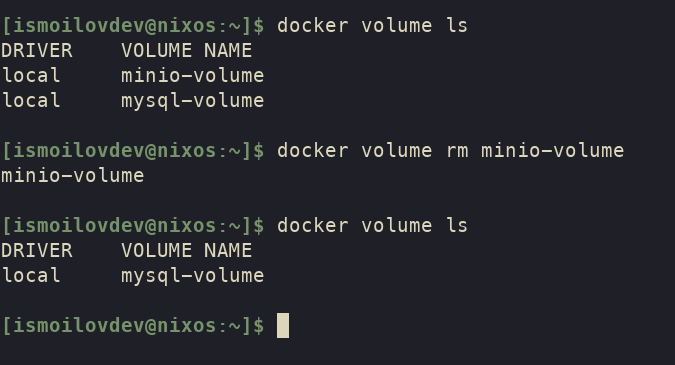 [ismoilovdev@nixos:~]$ docker volume ls
DRIVER    VOLUME NAME
local     minio-volume
local     mysql-volume
[ismoilovdev@nixos:~]$ docker volume rm minio-volume
minio-volume
[ismoilovdev@nixos:~]$ docker volume ls
DRIVER    VOLUME NAME
local     mysql-volume
[ismoilovdev@nixos:~]$